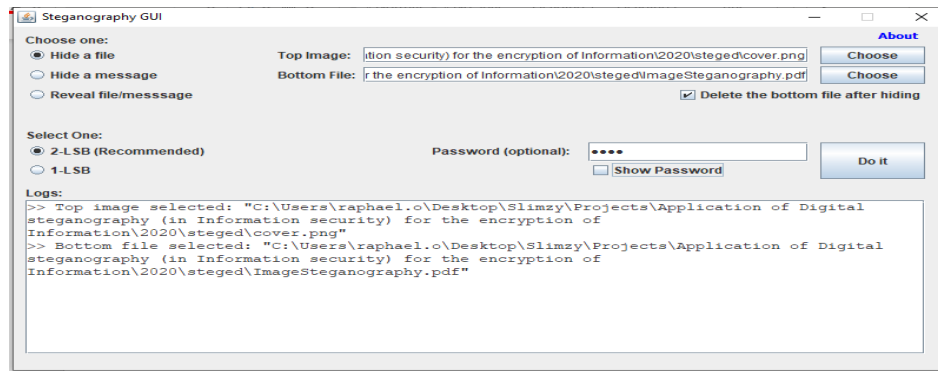 Steganography GUI
About
Choose one:
Hide a file
Top Image: ation security) for the encryption of Information\2020\steged\cover.png Choose
Hide a message
Bottom File: r the encryption of Information\2020\steged\ImageSteganography.pdf Choose
Reveal file/messsage
Delete the bottom file after hiding
Select One:
2-LSB (Recommended)
Password (optional): ••••
Do it
1-LSB
Show Password
Logs:
>> Top image selected: "C:\Users\raphael.o\Desktop\Slimzy\Projects\Application of Digital
steganography (in Information security) for the encryption of
Information\2020\steged\cover.png"
>> Bottom file selected: "C:\Users\raphael.o\Desktop\Slimzy\Projects\Application of Digital
steganography (in Information security) for the encryption of
Information\2020\steged\ImageSteganography.pdf"